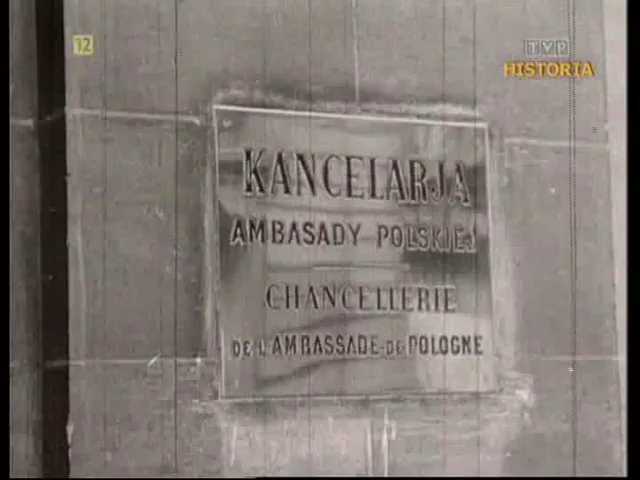 12
TVP
HISTORIA
KANCELARJA
AMBASADY POLSKIEJ
CHANCELLERIE
DE L'AMBASSADE-DE POLOGNE